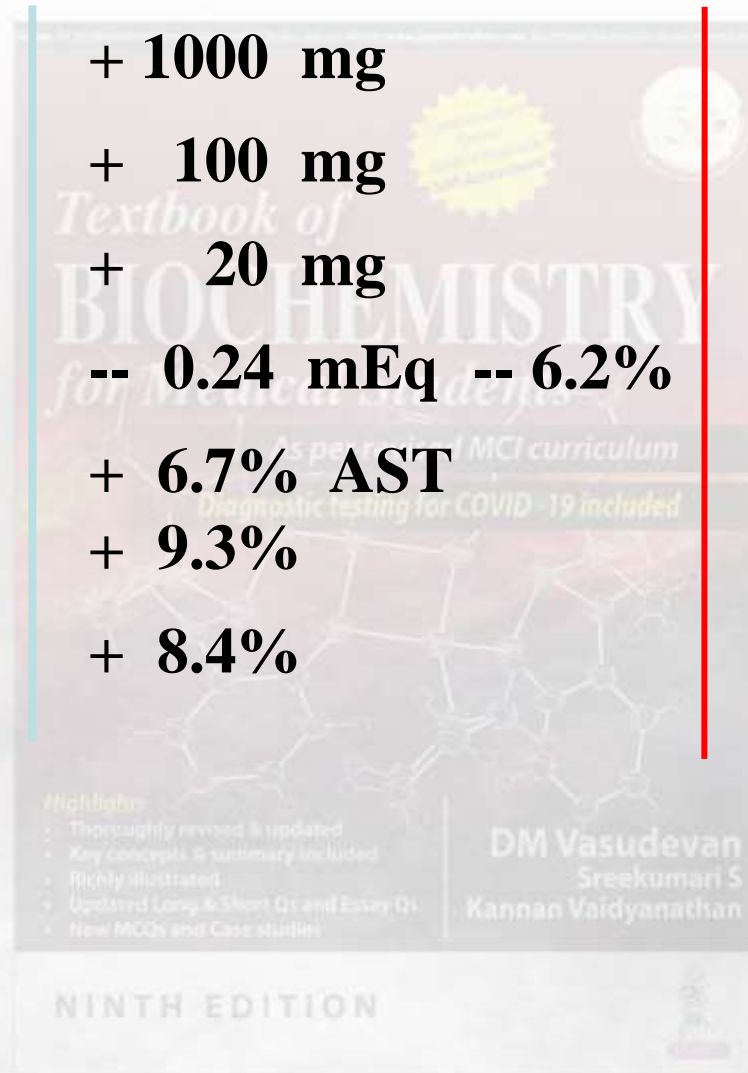 + 1000 mg
+ 100 mg
Textbook of
+ 20 mg
BIOCHEMISTRY
-- 0.24 mEq -- 6.2%
for Medical Students
As per revised MCI curriculum
+ 6.7% AST
Diagnostic testing for COVID -19 included
+ 9.3%
+ 8.4%
Highlights
Thoroughly revised & updated
Key concepts & summary included
Richly illustrated
Updated Long & Short Qs and Essay Qs
New MCQs and Case studies
DM Vasudevan
Sreekumari S
Kannan Vaidyanathan
NINTH EDITION